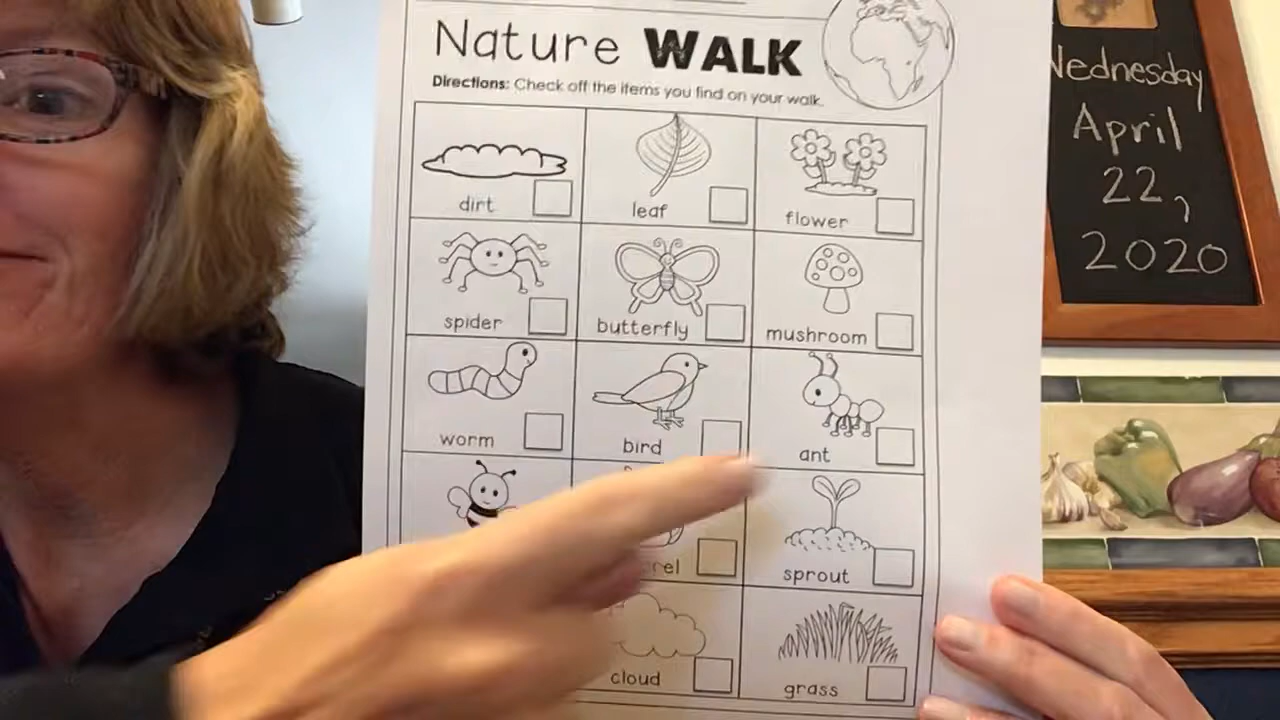 Nature WALK
Directions: Check off the items you find on your walk.
dirt leaf flower
spider butterfly mushroom
worm bird ant
rel sprout
cloud grass
Wednesday
April
22,
2020